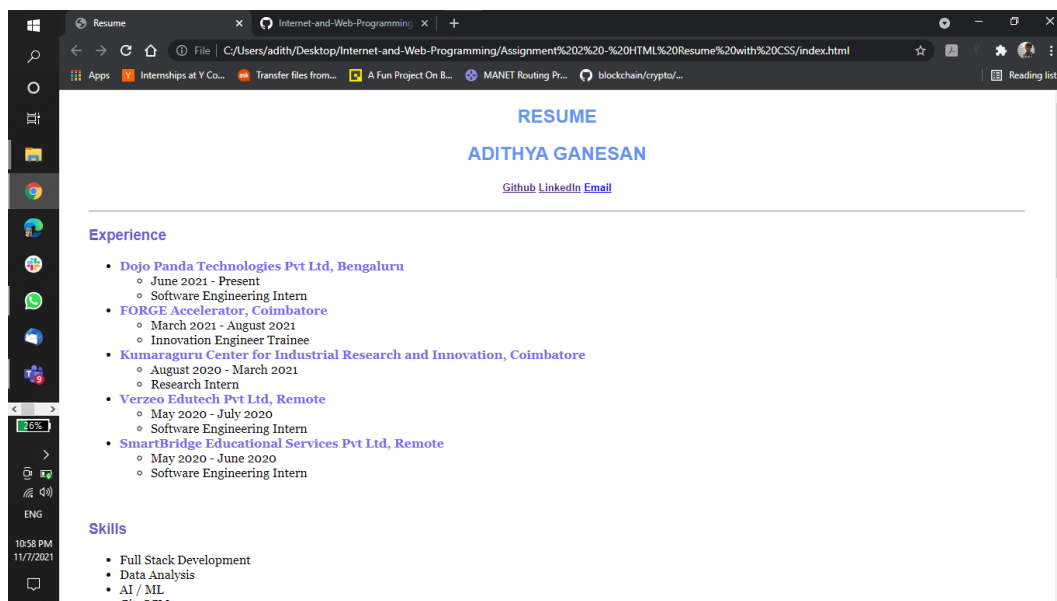 Resume
Internet-and-Web-Programming
File | C:/Users/adith/Desktop/Internet-and-Web-Programming/Assignment%202%20-%20HTML%20Resume%20with%20CSS/index.html
Apps Internships at Y Co... Transfer files from... A Fun Project On B... MANET Routing Pr... blockchain/crypto/... Reading list
RESUME
ADITHYA GANESAN
Github LinkedIn Email
Experience
Dojo Panda Technologies Pvt Ltd, Bengaluru
June 2021 - Present
Software Engineering Intern
FORGE Accelerator, Coimbatore
March 2021 - August 2021
Innovation Engineer Trainee
Kumaraguru Center for Industrial Research and Innovation, Coimbatore
August 2020 - March 2021
Research Intern
Verzeo Edutech Pvt Ltd, Remote
May 2020 - July 2020
Software Engineering Intern
SmartBridge Educational Services Pvt Ltd, Remote
May 2020 - June 2020
Software Engineering Intern
Skills
Full Stack Development
Data Analysis
AI / ML
26%
ENG
10:58 PM
11/7/2021